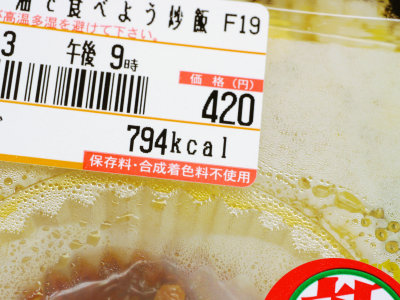 油で食べよう炒飯 F19
高温多湿を避けて下さい。
3 午後 9時
価格(円)
420
794kcal
保存料・合成着色料不使用